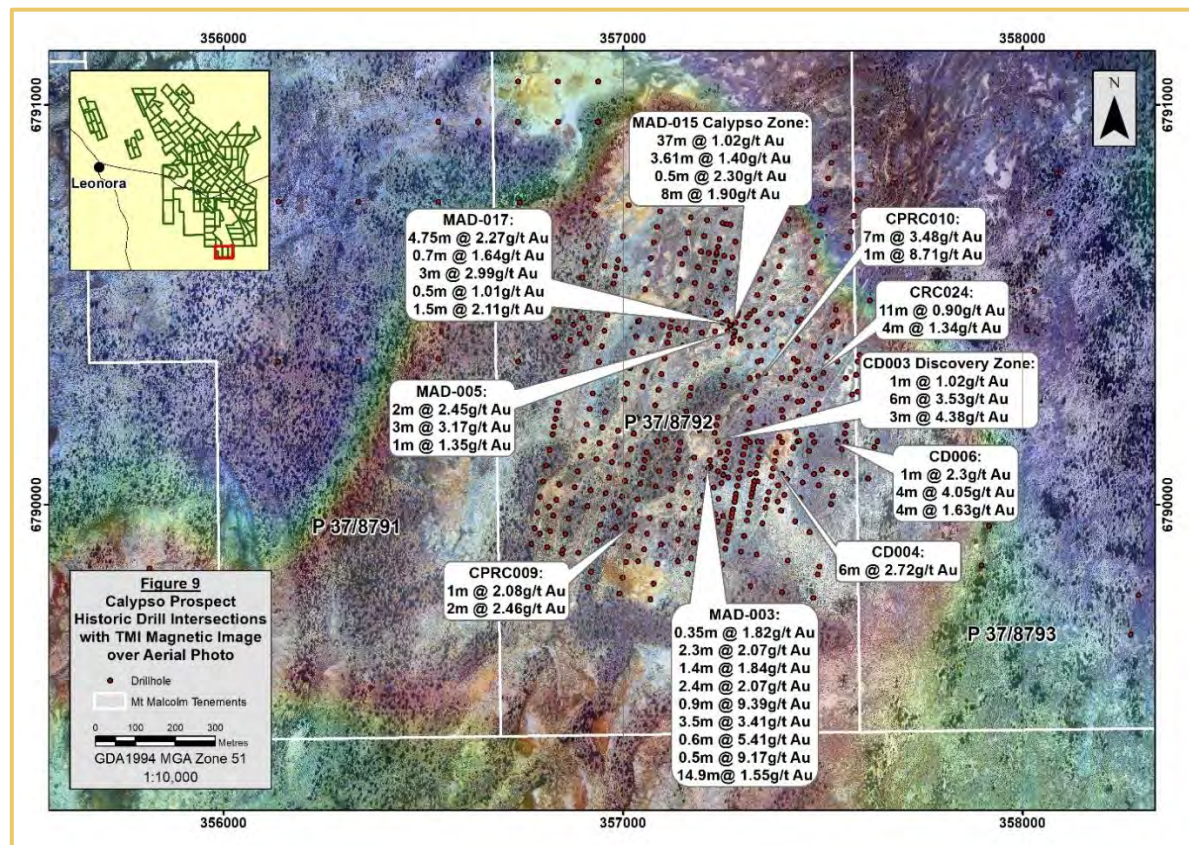 356000
357000
358000
6791000
6791000
N
Leonora
MAD-015 Calypso Zone:
37m @ 1.02g/t Au
3.61m @ 1.40g/t Au
0.5m @ 2.30g/t Au
8m @ 1.90g/t Au
MAD-017:
4.75m @ 2.27g/t Au
0.7m @ 1.64g/t Au
3m @ 2.99g/t Au
0.5m @ 1.01g/t Au
1.5m @ 2.11g/t Au
CPRC010:
7m @ 3.48g/t Au
1m @ 8.71g/t Au
CRC024:
11m @ 0.90g/t Au
4m @ 1.34g/t Au
CD003 Discovery Zone:
1m @ 1.02g/t Au
6m @ 3.53g/t Au
3m @ 4.38g/t Au
MAD-005:
2m @ 2.45g/t Au
3m @ 3.17g/t Au
1m @ 1.35g/t Au
P 37/8792
CD006:
1m @ 2.3g/t Au
4m @ 4.05g/t Au
4m @ 1.63g/t Au
6790000
6790000
P 37/8791
CD004:
6m @ 2.72g/t Au
CPRC009:
1m @ 2.08g/t Au
2m @ 2.46g/t Au
MAD-003:
0.35m @ 1.82g/t Au
2.3m @ 2.07g/t Au
1.4m @ 1.84g/t Au
2.4m @ 2.07g/t Au
0.9m @ 9.39g/t Au
3.5m @ 3.41g/t Au
0.6m @ 5.41g/t Au
0.5m @ 9.17g/t Au
14.9m@ 1.55g/t Au
P 37/8793
Figure 9
Calypso Prospect
Historic Drill Intersections
with TMI Magnetic Image
over Aerial Photo
Drillhole
Mt Malcolm Tenements
0 100 200 300
Metres
GDA1994 MGA Zone 51
1:10,000
356000
357000
358000